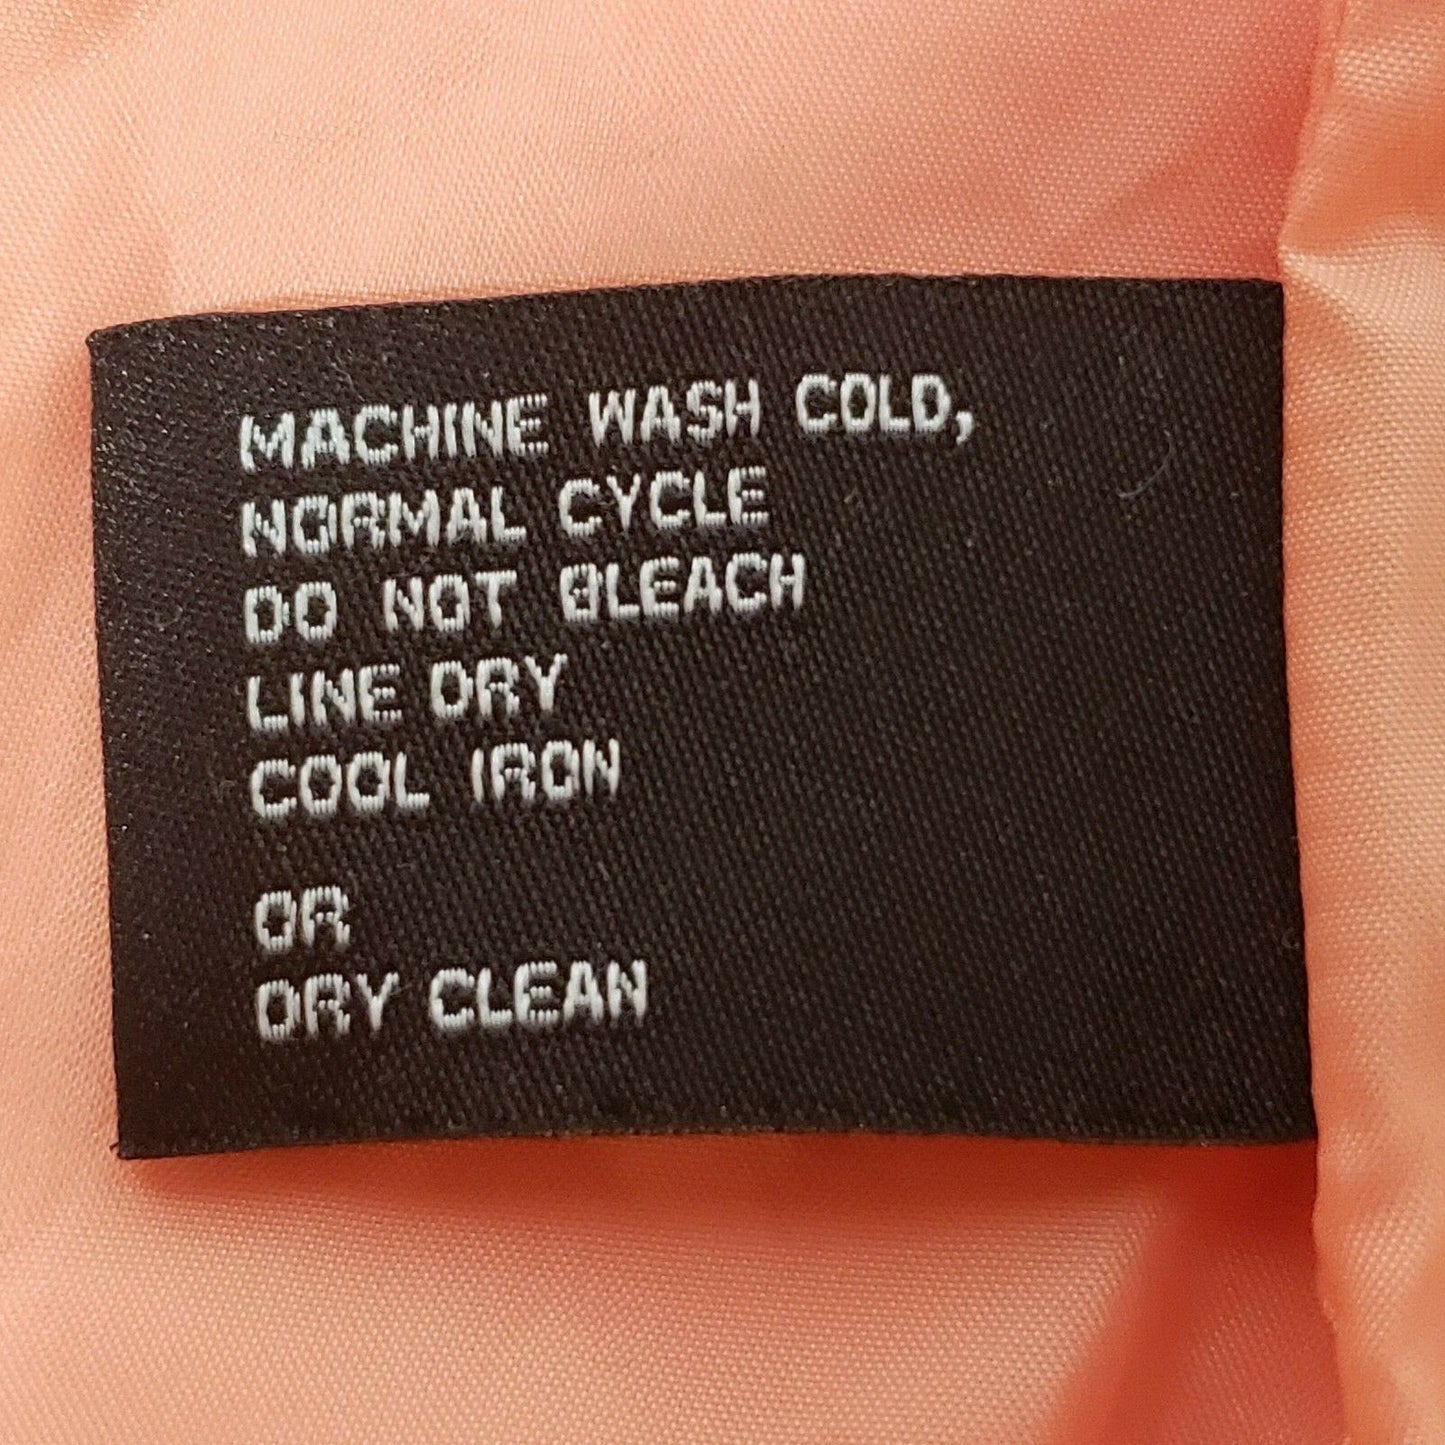 MACHINE WASH COLD,
NORMAL CYCLE
DO NOT BLEACH
LINE DRY
COOL IRON
OR
DRY CLEAN